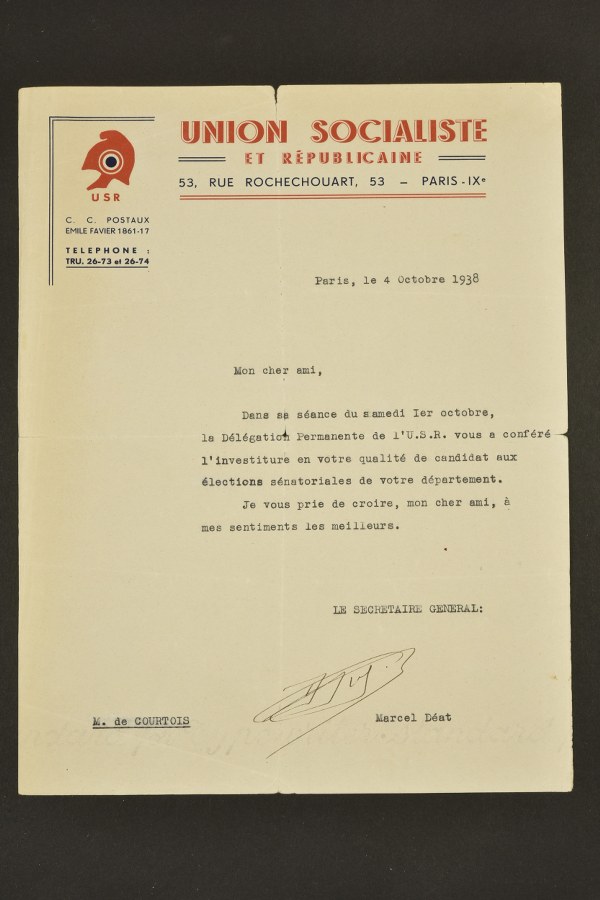 UNION SOCIALISTE
ET RÉPUBLICAINE
53, RUE ROCHECHOUART, 53 — PARIS-IXe
USR
C. C. POSTAUX
EMILE FAVIER 1861-17
TELEPHONE :
TRU. 26-73 et 26-74
Paris, le 4 Octobre 1938
Mon cher ami,
Dans sa séance du samedi Ier octobre,
la Délégation Permanente de l'U.S.R. vous a conféré
l'investiture en votre qualité de candidat aux
élections sénatoriales de votre département.
Je vous prie de croire, mon cher ami, à
mes sentiments les meilleurs.
LE SECRETAIRE GENERAL:
M. de COURTOIS
Marcel Déat